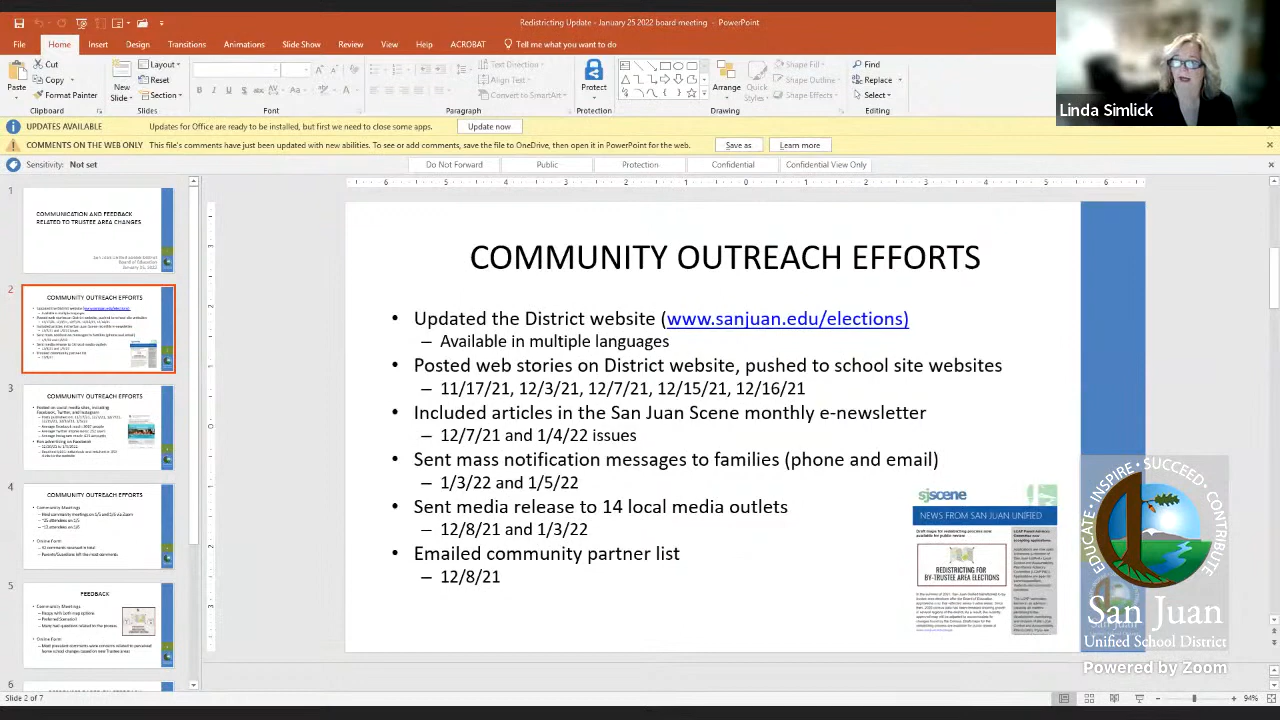 Redistricting Update - January 25 2022 board meeting - PowerPoint
File Home Insert Design Transitions Animations Slide Show Review View Help ACROBAT Tell me what you want to do
Paste
Cut
Copy
Format Painter
Clipboard
New Slide
Layout
Reset
Section
Slides
Font
Text Direction
Align Text
Convert to SmartArt
Paragraph
Protect
Protection
Arrange
Quick Styles
Shape Fill
Shape Outline
Shape Effects
Drawing
Find
Replace
Select
Editing
Linda Simlick
UPDATES AVAILABLE Updates for Office are ready to be installed, but first we need to close some apps. Update now
COMMENTS ON THE WEB ONLY This file's comments have just been updated with new abilities. To see or add comments, save the file to OneDrive, then open it in PowerPoint for the web. Save as Learn more
Sensitivity: Not set Do Not Forward Public Protection Confidential Confidential View Only
1
COMMUNICATION AND FEEDBACK
RELATED TO TRUSTEE AREA CHANGES
2
COMMUNITY OUTREACH EFFORTS
3
COMMUNITY OUTREACH EFFORTS
4
COMMUNITY OUTREACH EFFORTS
Community Meetings
Online Form
5
FEEDBACK
Community Meetings
Online Form
6
COMMUNITY OUTREACH EFFORTS
• Updated the District website (www.sanjuan.edu/elections)
– Available in multiple languages
• Posted web stories on District website, pushed to school site websites
– 11/17/21, 12/3/21, 12/7/21, 12/15/21, 12/16/21
• Included articles in the San Juan Scene monthly e-newsletter
– 12/7/21 and 1/4/22 issues
• Sent mass notification messages to families (phone and email)
– 1/3/22 and 1/5/22
• Sent media release to 14 local media outlets
– 12/8/21 and 1/3/22
• Emailed community partner list
– 12/8/21
sjscene
NEWS FROM SAN JUAN UNIFIED
REDISTRICTING FOR
BY-TRUSTEE AREA ELECTIONS
EDUCATE · INSPIRE · SUCCEED · CONTRIBUTE
San Juan
Unified School District
Powered by Zoom
Slide 2 of 7
94%